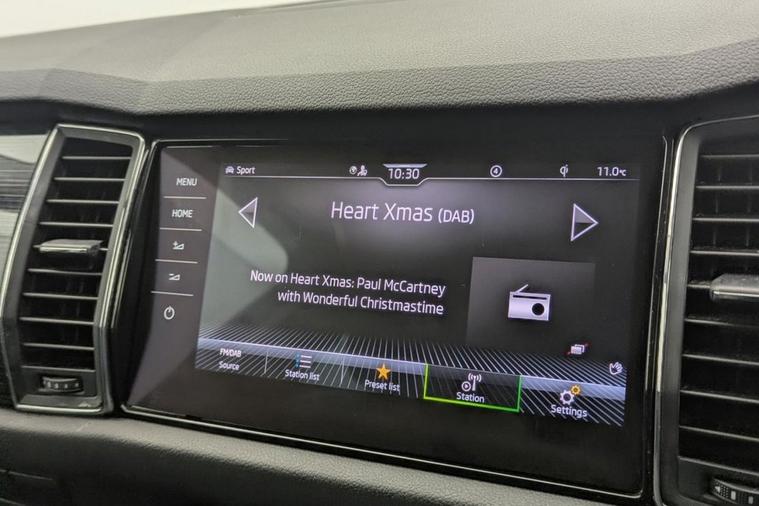 MENU
HOME
Sport
10:30
4
11.0°C
Heart Xmas (DAB)
Now on Heart Xmas: Paul McCartney
with Wonderful Christmastime
FM/DAB
Source
Station list
Preset list
Station
Settings